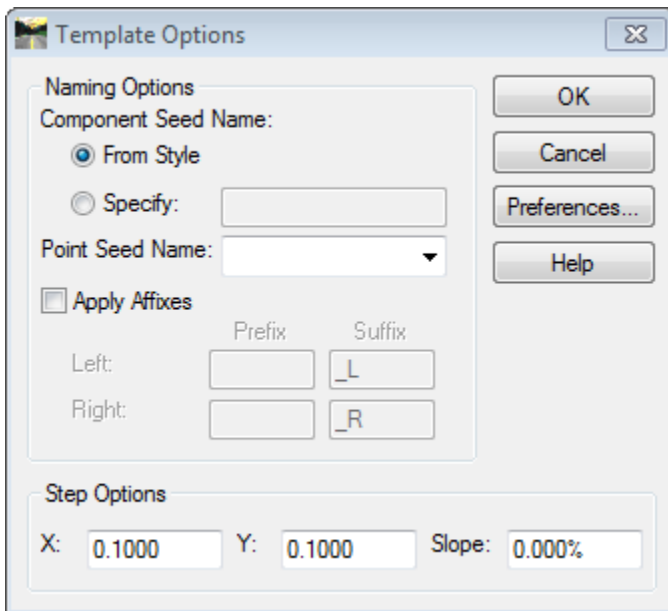 Template Options
Naming Options
Component Seed Name:
From Style
Specify:
Point Seed Name:
Apply Affixes
Prefix Suffix
Left: _L
Right: _R
OK
Cancel
Preferences...
Help
Step Options
X: 0.1000 Y: 0.1000 Slope: 0.000%